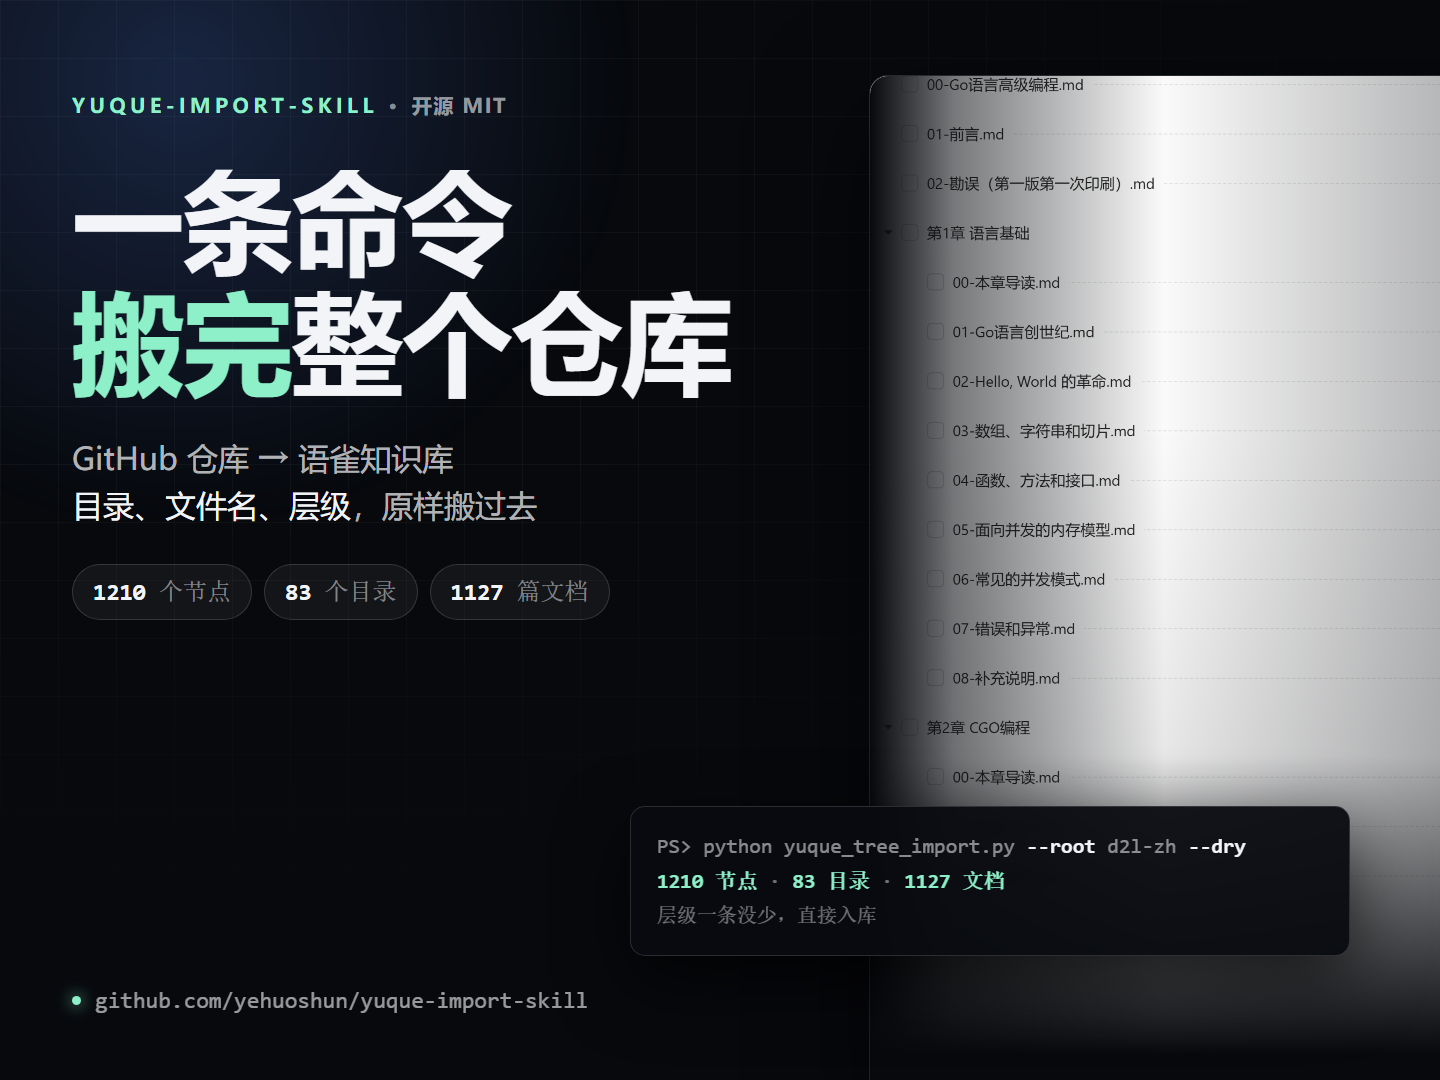 YUQUE-IMPORT-SKILL • 开源 MIT
一条命令
搬完整个仓库
GitHub 仓库 → 语雀知识库
目录、文件名、层级，原样搬过去
1210 个节点
83 个目录
1127 篇文档
00-Go语言高级编程.md
01-前言.md
02-勘误（第一版第一次印刷）.md
第1章 语言基础
00-本章导读.md
01-Go语言创世纪.md
02-Hello, World 的革命.md
03-数组、字符串和切片.md
04-函数、方法和接口.md
05-面向并发的内存模型.md
06-常见的并发模式.md
07-错误和异常.md
08-补充说明.md
第2章 CGO编程
00-本章导读.md
PS> python yuque_tree_import.py --root d2l-zh --dry
1210 节点 · 83 目录 · 1127 文档
层级一条没少，直接入库
github.com/yehuoshun/yuque-import-skill